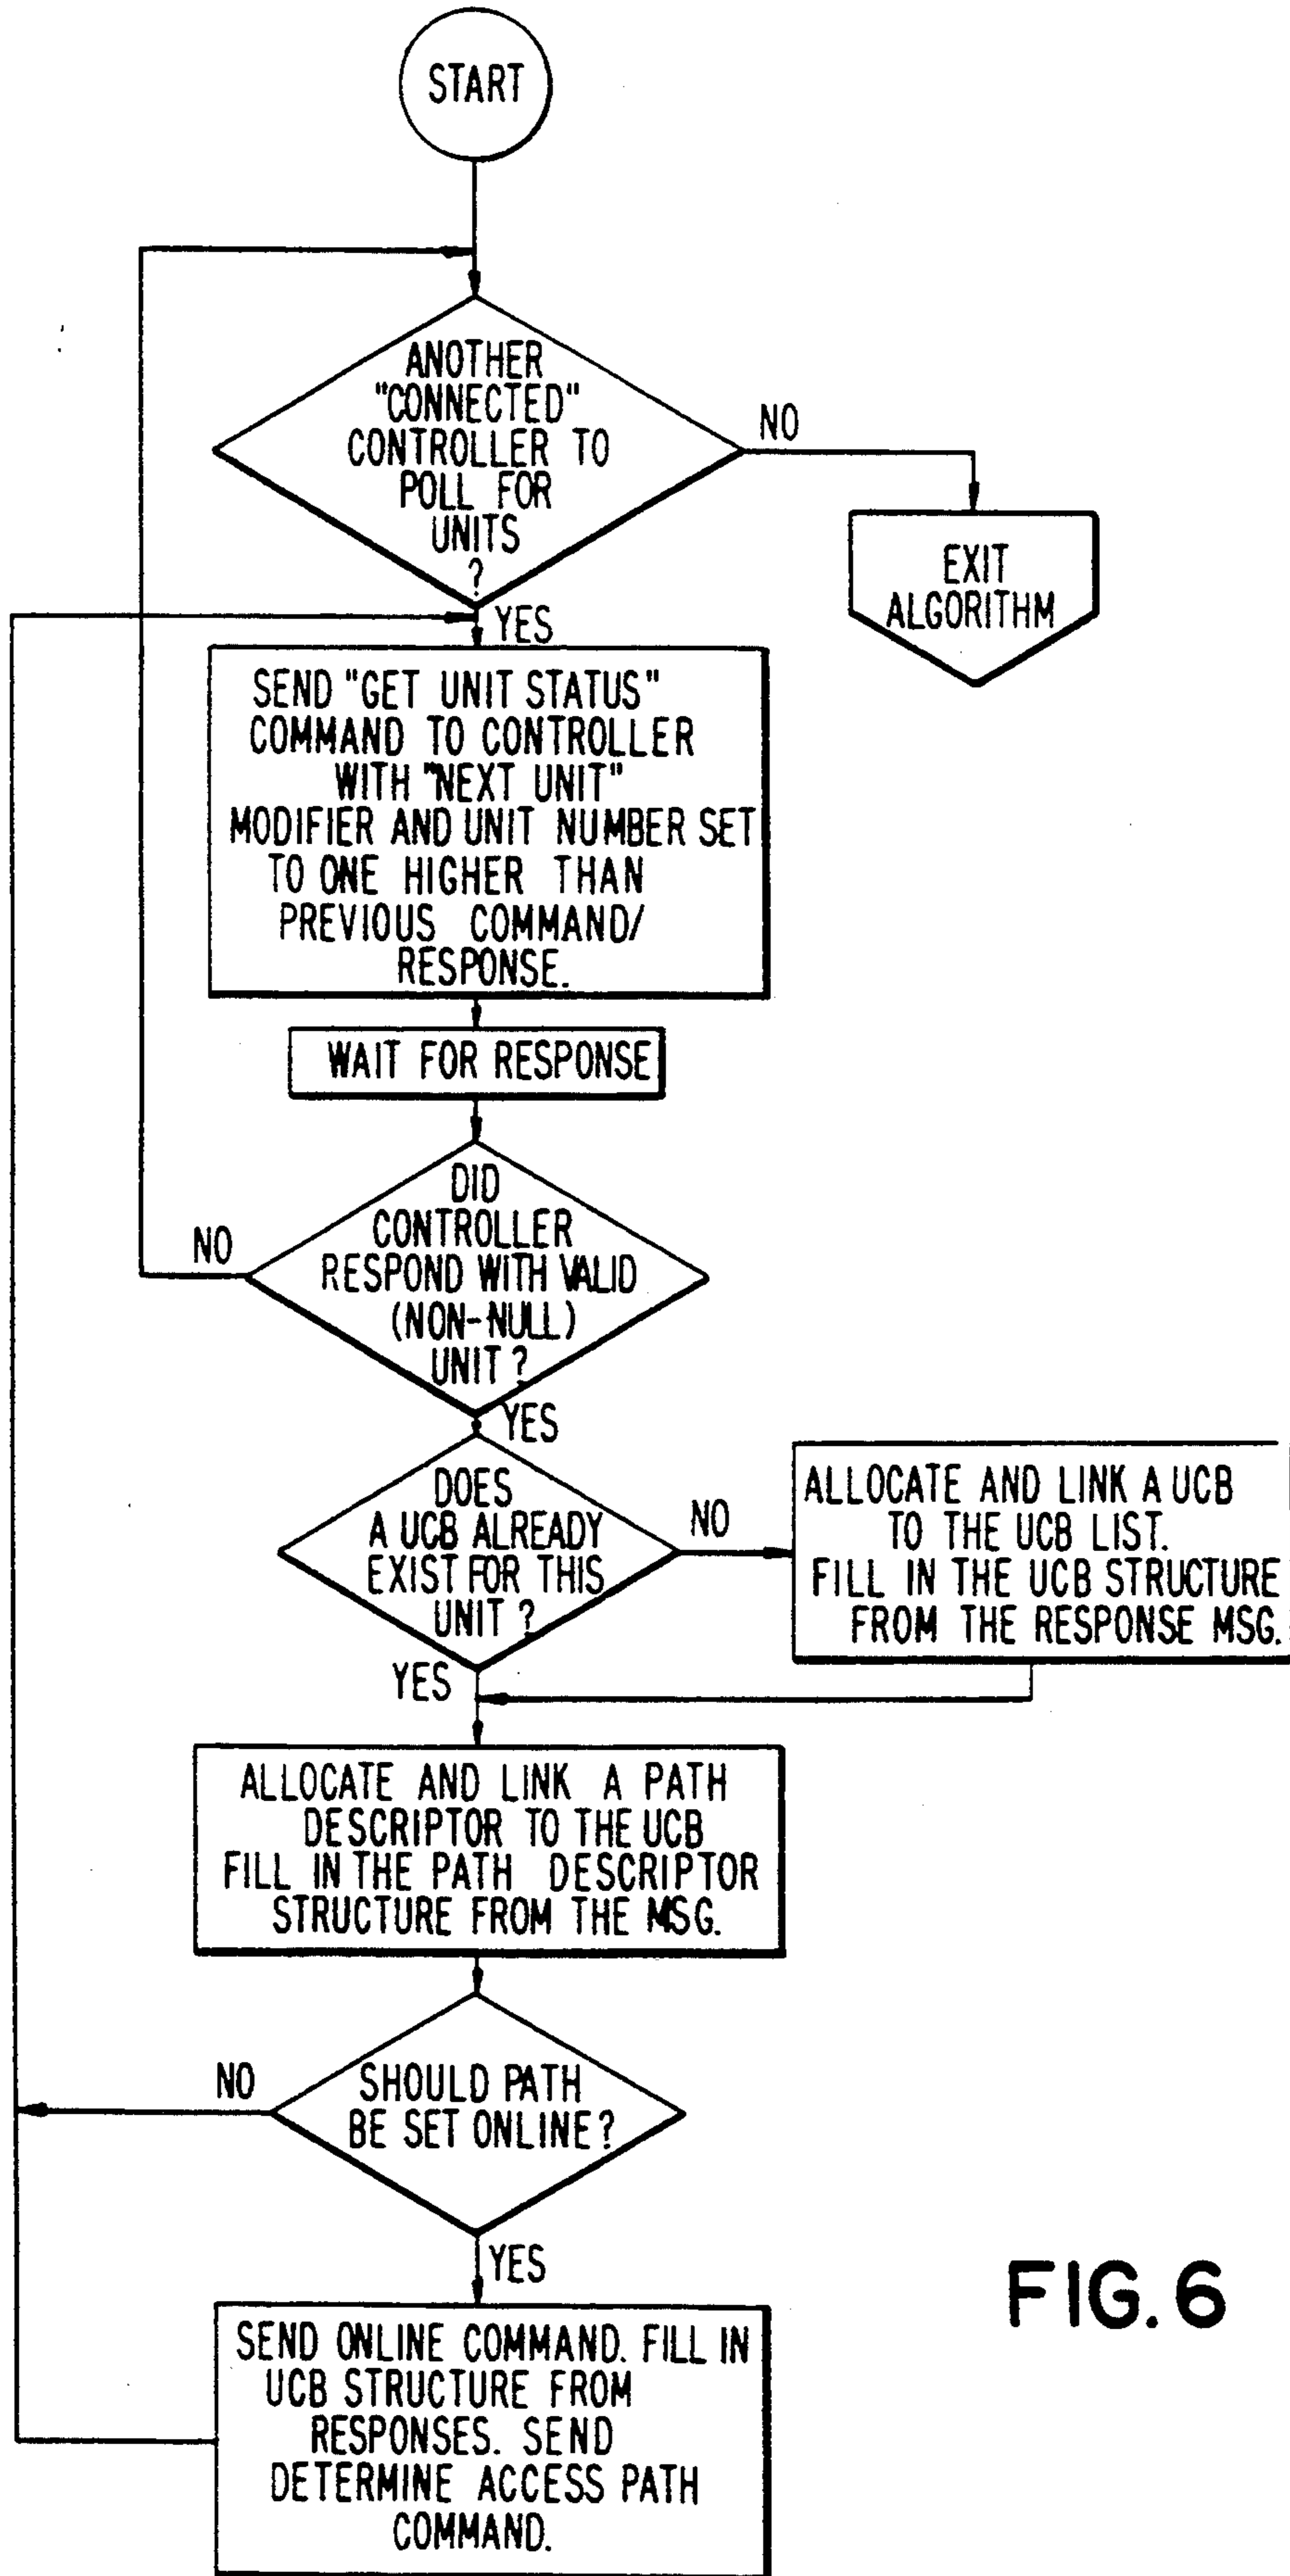 START
ANOTHER
"CONNECTED"
CONTROLLER TO
POLL FOR
UNITS
?
NO
EXIT
ALGORITHM
YES
SEND "GET UNIT STATUS"
COMMAND TO CONTROLLER
WITH "NEXT UNIT"
MODIFIER AND UNIT NUMBER SET
TO ONE HIGHER THAN
PREVIOUS COMMAND/
RESPONSE.
WAIT FOR RESPONSE
DID
CONTROLLER
RESPOND WITH VALID
(NON-NULL)
UNIT ?
NO
YES
DOES
A UCB ALREADY
EXIST FOR THIS
UNIT ?
NO
ALLOCATE AND LINK A UCB
TO THE UCB LIST.
FILL IN THE UCB STRUCTURE
FROM THE RESPONSE MSG.
YES
ALLOCATE AND LINK A PATH
DESCRIPTOR TO THE UCB
FILL IN THE PATH DESCRIPTOR
STRUCTURE FROM THE MSG.
SHOULD PATH
BE SET ONLINE?
NO
YES
SEND ONLINE COMMAND. FILL IN
UCB STRUCTURE FROM
RESPONSES. SEND
DETERMINE ACCESS PATH
COMMAND.
FIG. 6